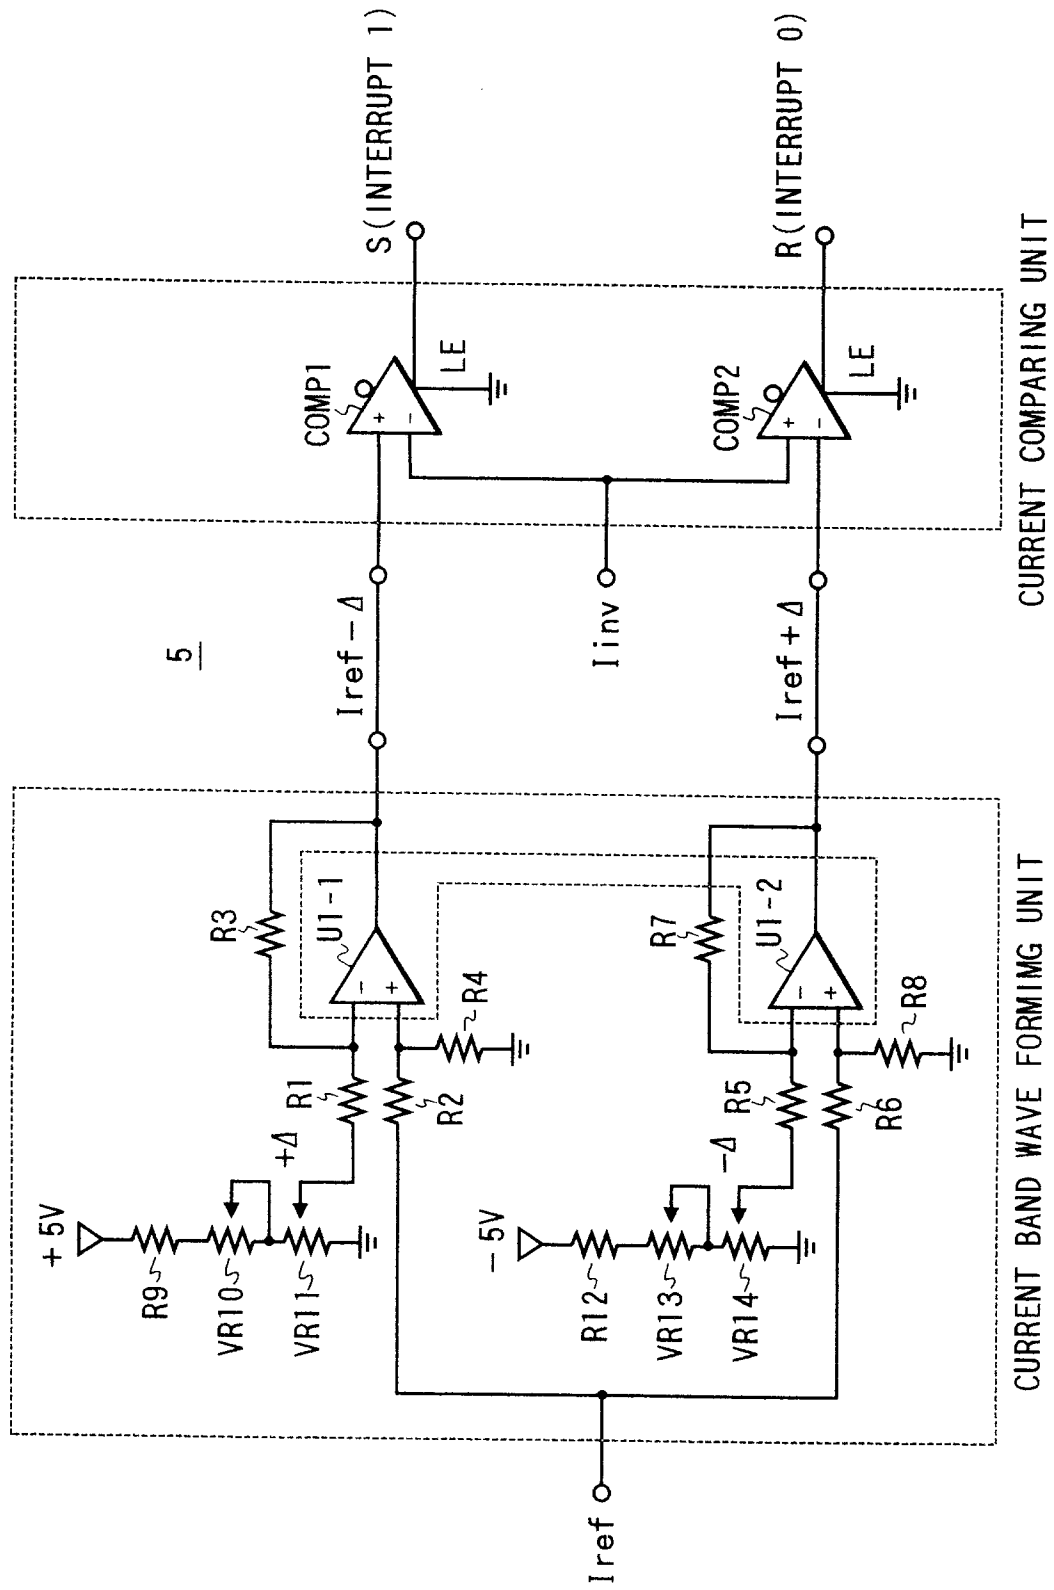 5
+5V
R9
VR10
VR11
+Δ
R1
R2
R3
R4
U1-1
-
+
Iref
-5V
R12
VR13
VR14
-Δ
R5
R6
R7
R8
U1-2
-
+
CURRENT BAND WAVE FORMIMG UNIT
Iref-Δ
Iinv
Iref+Δ
COMP1
+
-
LE
S(INTERRUPT 1)
COMP2
+
-
LE
R(INTERRUPT 0)
CURRENT COMPARING UNIT